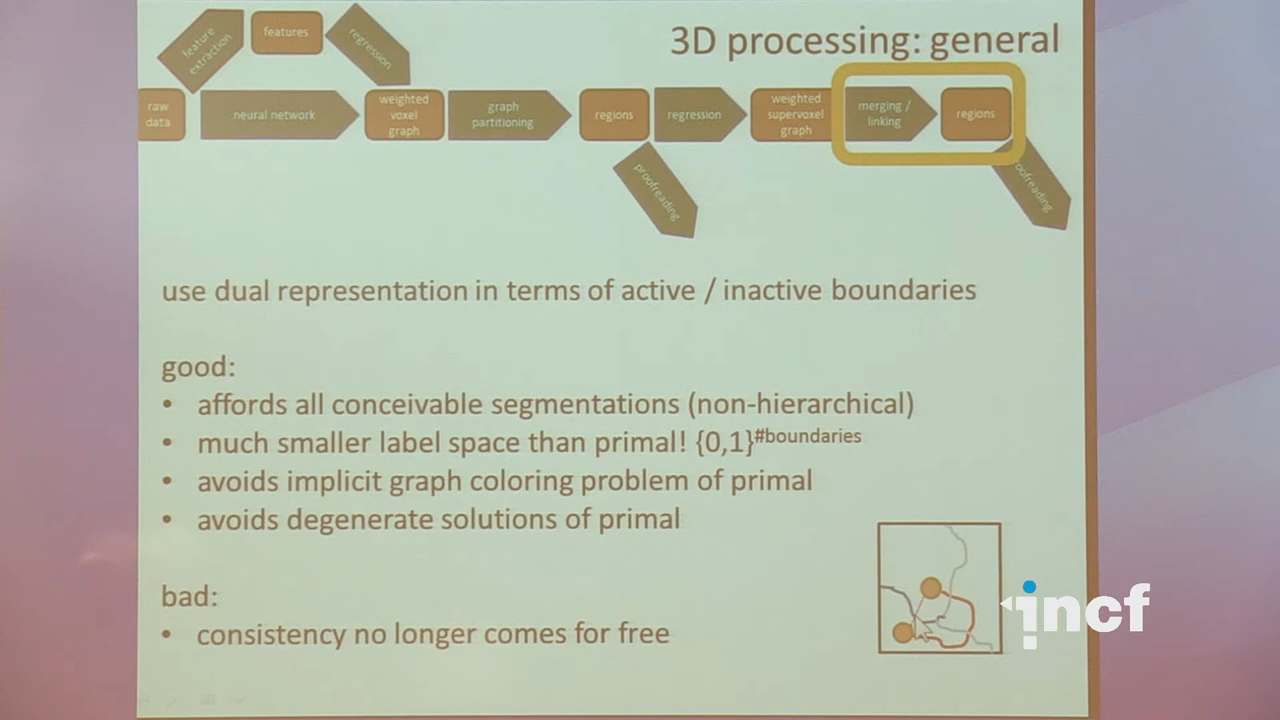 3D processing: general
feature extraction
features
regression
raw data
neural network
weighted voxel graph
graph partitioning
regions
regression
weighted supervoxel graph
merging / linking
regions
proofreading
use dual representation in terms of active / inactive boundaries
good:
• affords all conceivable segmentations (non-hierarchical)
• much smaller label space than primal! {0,1}#boundaries
• avoids implicit graph coloring problem of primal
• avoids degenerate solutions of primal
bad:
• consistency no longer comes for free
incf